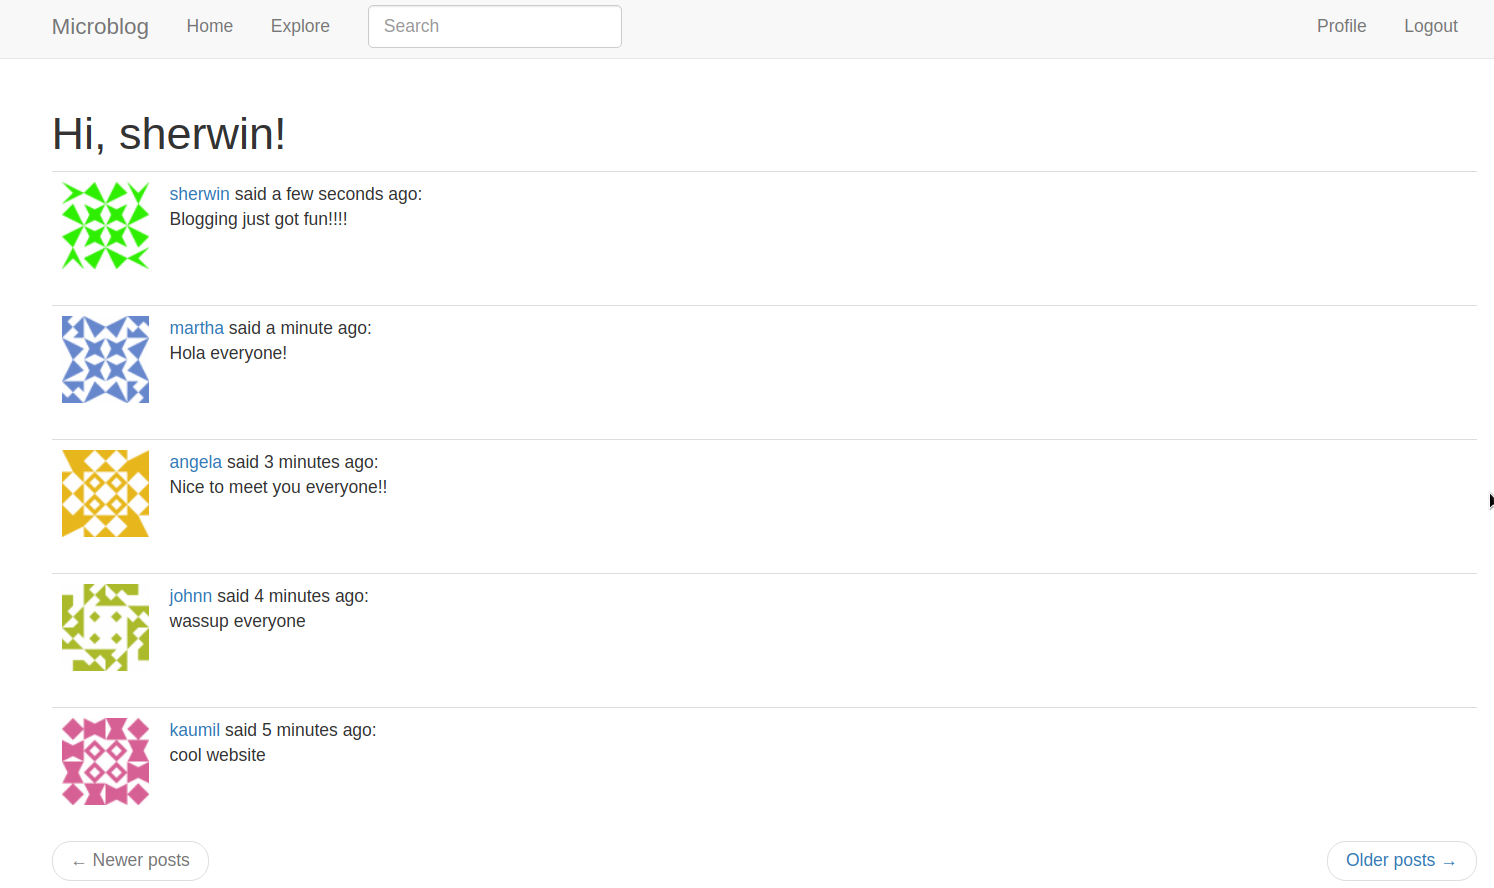 Microblog Home Explore Search Profile Logout
Hi, sherwin!
sherwin said a few seconds ago:
Blogging just got fun!!!!
martha said a minute ago:
Hola everyone!
angela said 3 minutes ago:
Nice to meet you everyone!!
johnn said 4 minutes ago:
wassup everyone
kaumil said 5 minutes ago:
cool website
← Newer posts Older posts →